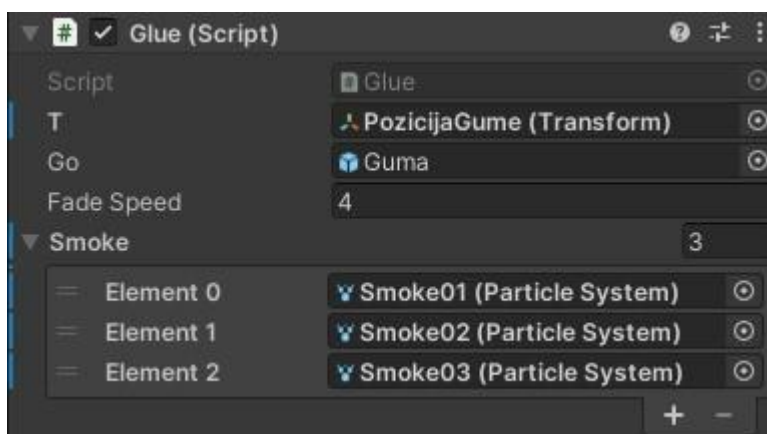 Glue (Script)
Script Glue
T PozicijaGume (Transform)
Go Guma
Fade Speed 4
Smoke 3
Element 0 Smoke01 (Particle System)
Element 1 Smoke02 (Particle System)
Element 2 Smoke03 (Particle System)